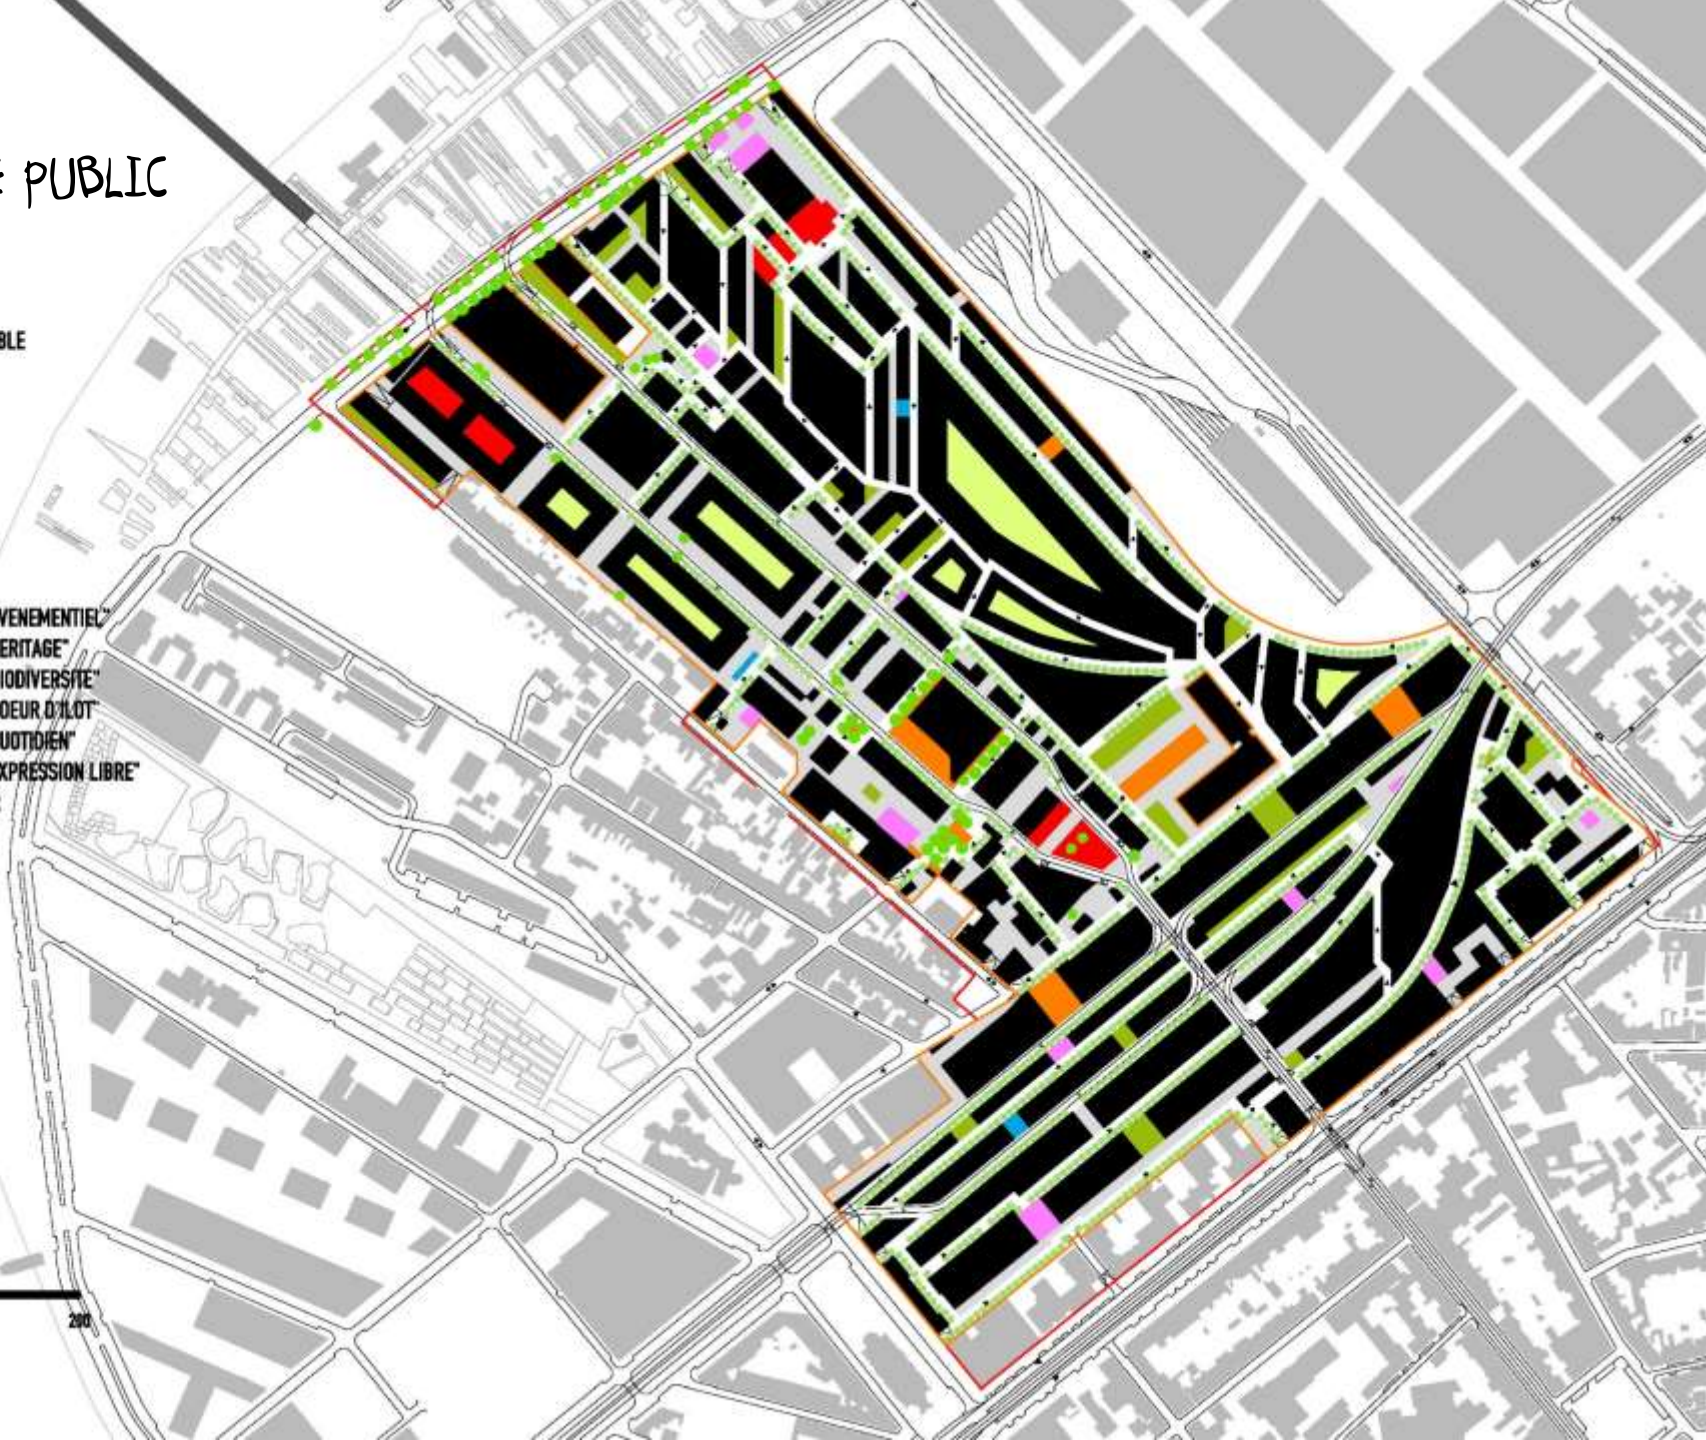 PUBLIC
BLE
VENEMENTIEL"
ERITAGE"
IODIVERSITE"
OEUR D'ILOT"
UOTIDIEN"
XPRESSION LIBRE"
200